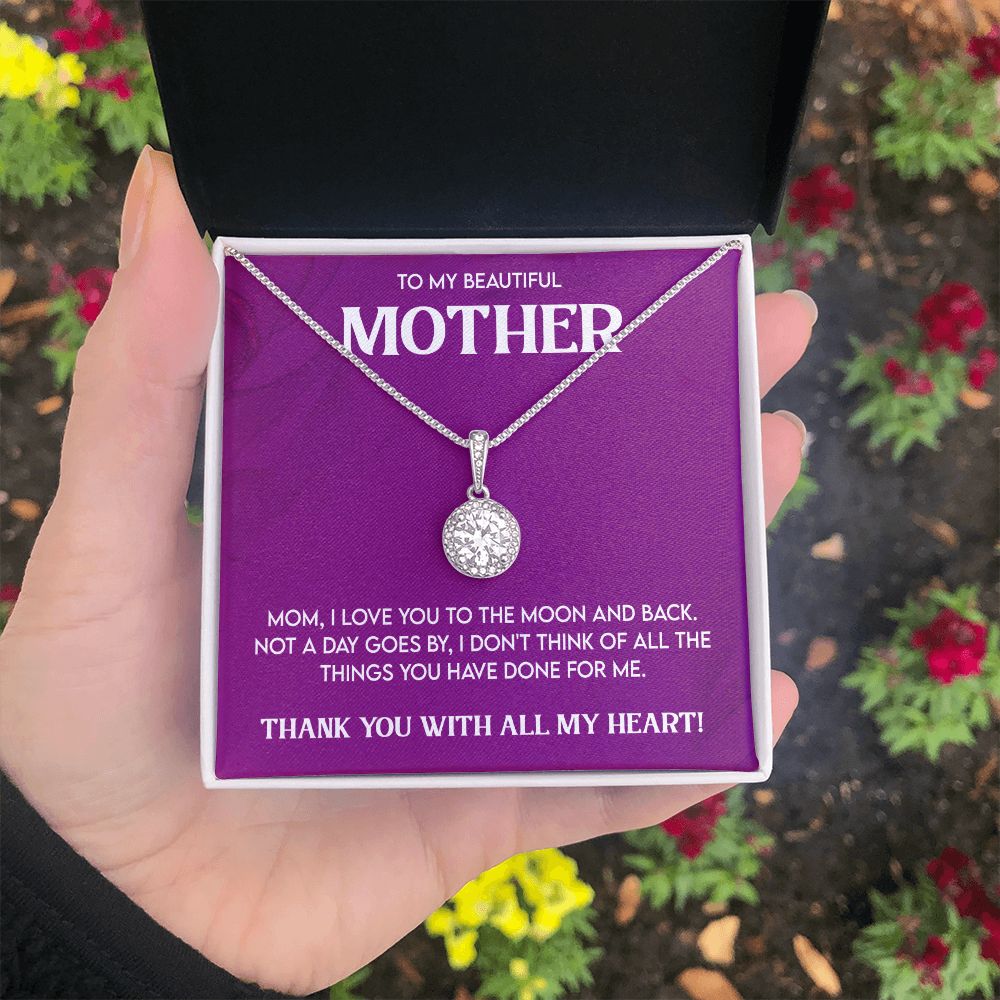 TO MY BEAUTIFUL
MOTHER
MOM, I LOVE YOU TO THE MOON AND BACK.
NOT A DAY GOES BY, I DON'T THINK OF ALL THE
THINGS YOU HAVE DONE FOR ME.
THANK YOU WITH ALL MY HEART!